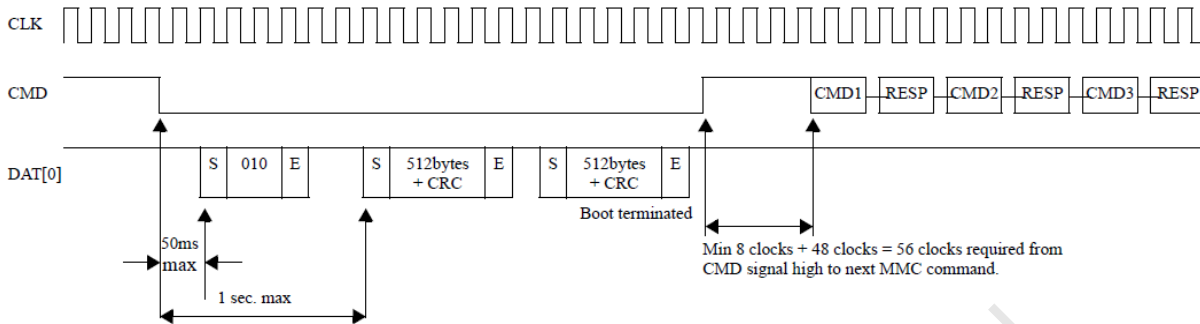 CLK
CMD
CMD1 RESP CMD2 RESP CMD3 RESP
DAT[0]
S 010 E S 512bytes + CRC E S 512bytes + CRC E
Boot terminated
50ms
max
1 sec. max
Min 8 clocks + 48 clocks = 56 clocks required from
CMD signal high to next MMC command.